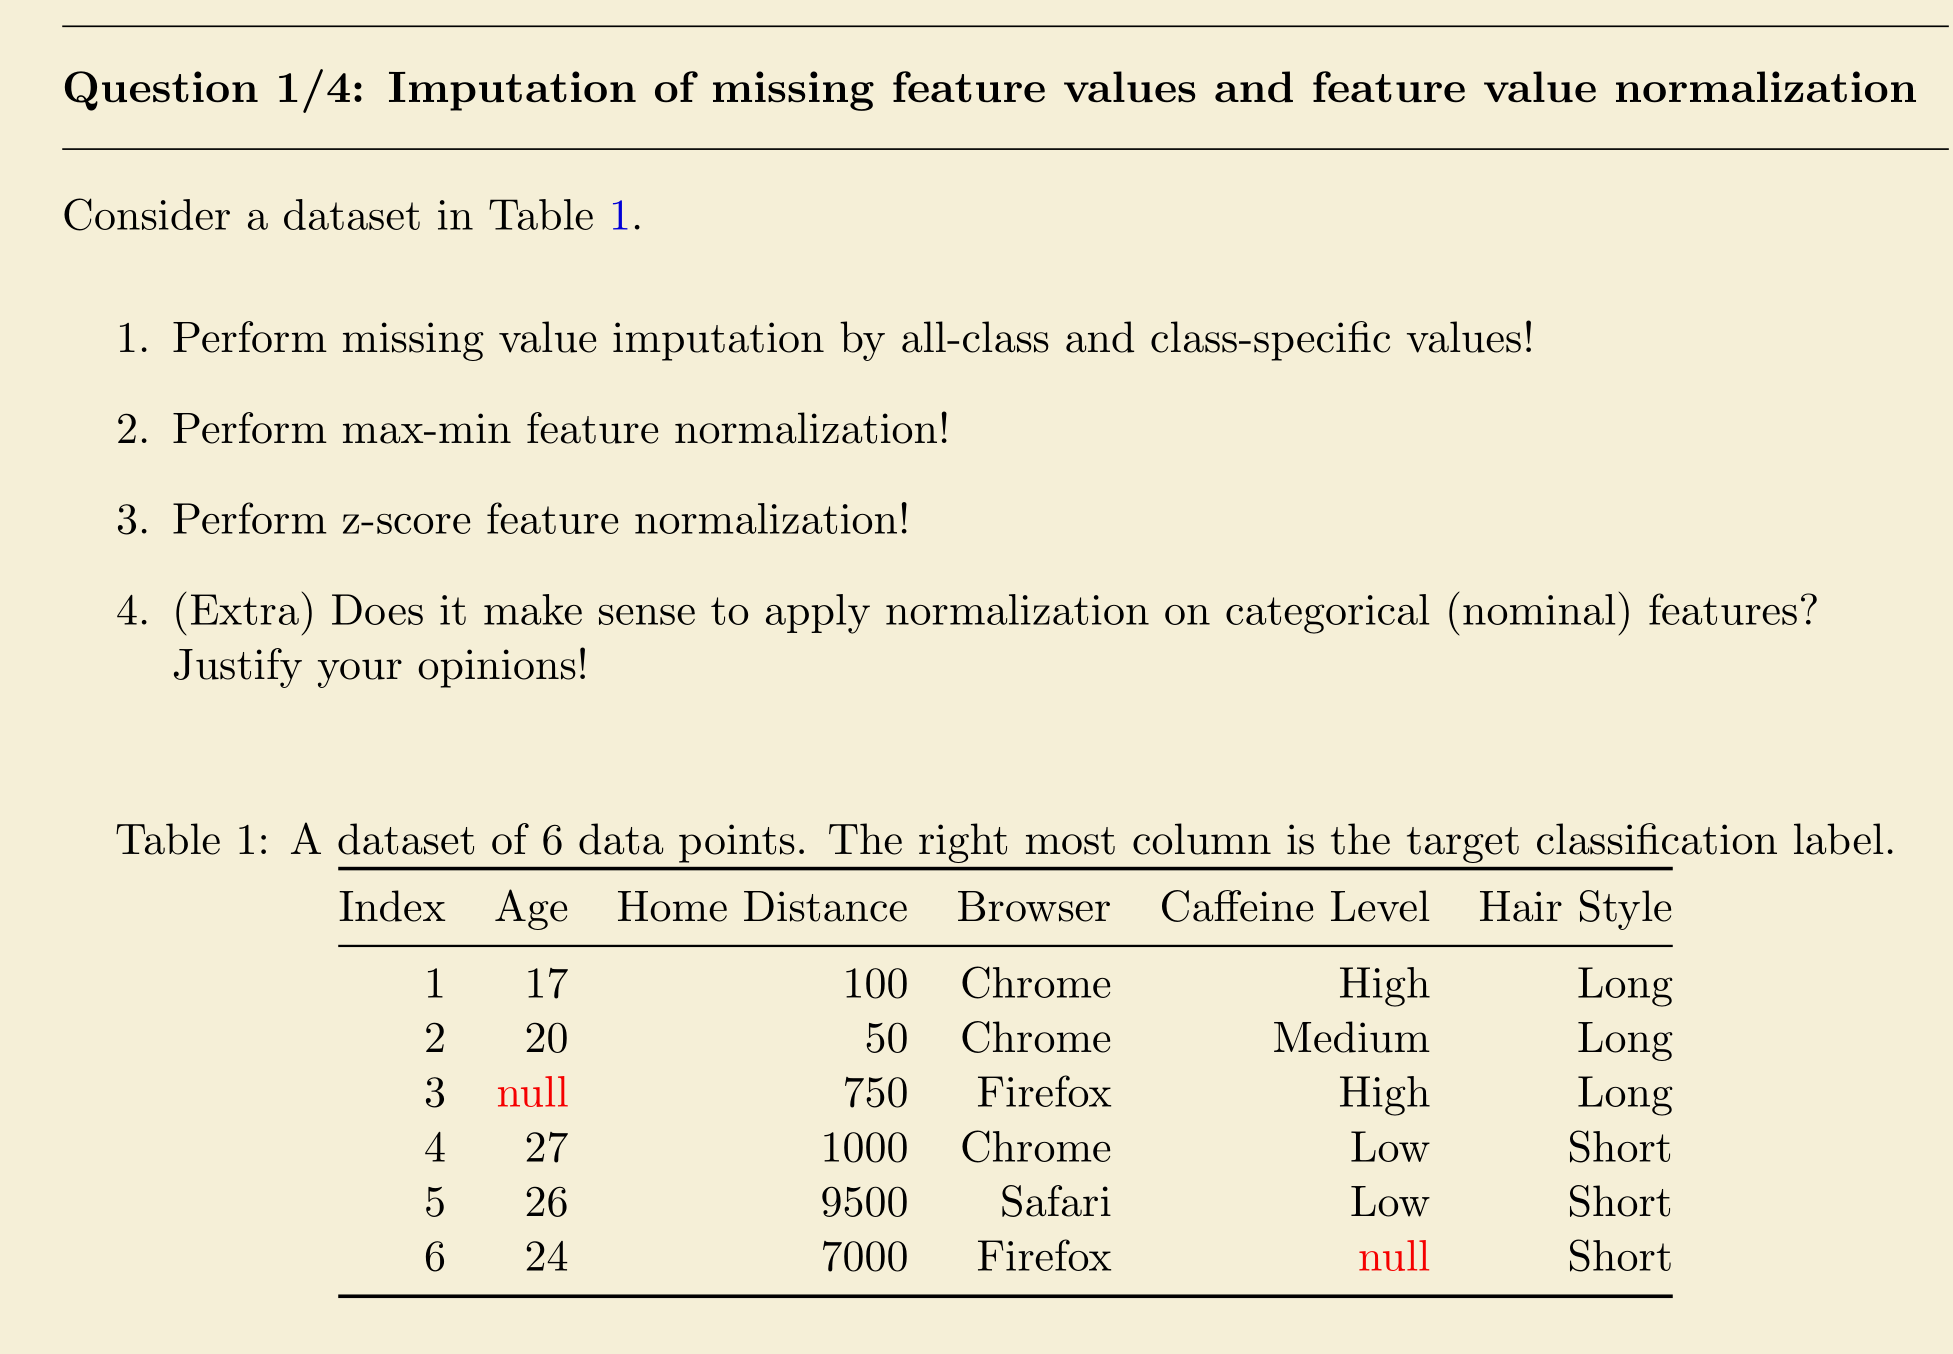 Question 1/4: Imputation of missing feature values and feature value normalization
Consider a dataset in Table 1.
1. Perform missing value imputation by all-class and class-specific values!
2. Perform max-min feature normalization!
3. Perform z-score feature normalization!
4. (Extra) Does it make sense to apply normalization on categorical (nominal) features?
Justify your opinions!
Table 1: A dataset of 6 data points. The right most column is the target classification label.
Index Age Home Distance Browser Caffeine Level Hair Style
1 17 100 Chrome High Long
2 20 50 Chrome Medium Long
3 null 750 Firefox High Long
4 27 1000 Chrome Low Short
5 26 9500 Safari Low Short
6 24 7000 Firefox null Short